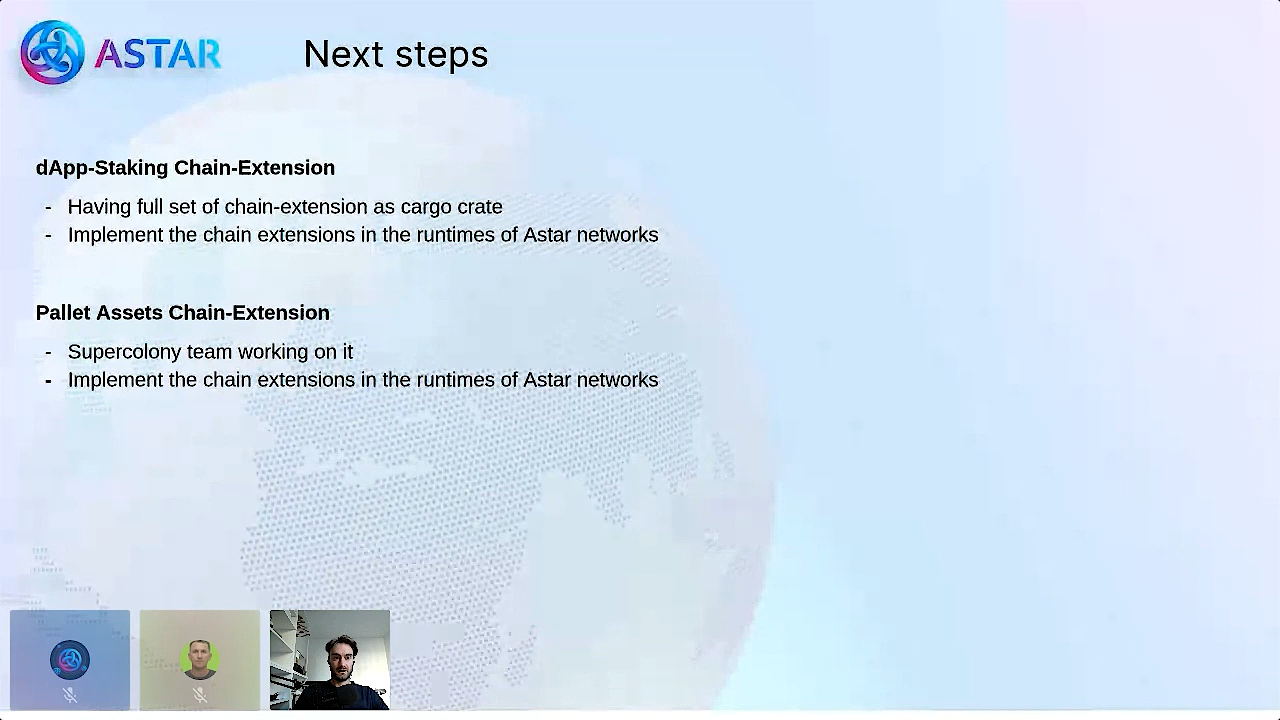 ASTAR
Next steps
dApp-Staking Chain-Extension
- Having full set of chain-extension as cargo crate
- Implement the chain extensions in the runtimes of Astar networks
Pallet Assets Chain-Extension
- Supercolony team working on it
- Implement the chain extensions in the runtimes of Astar networks